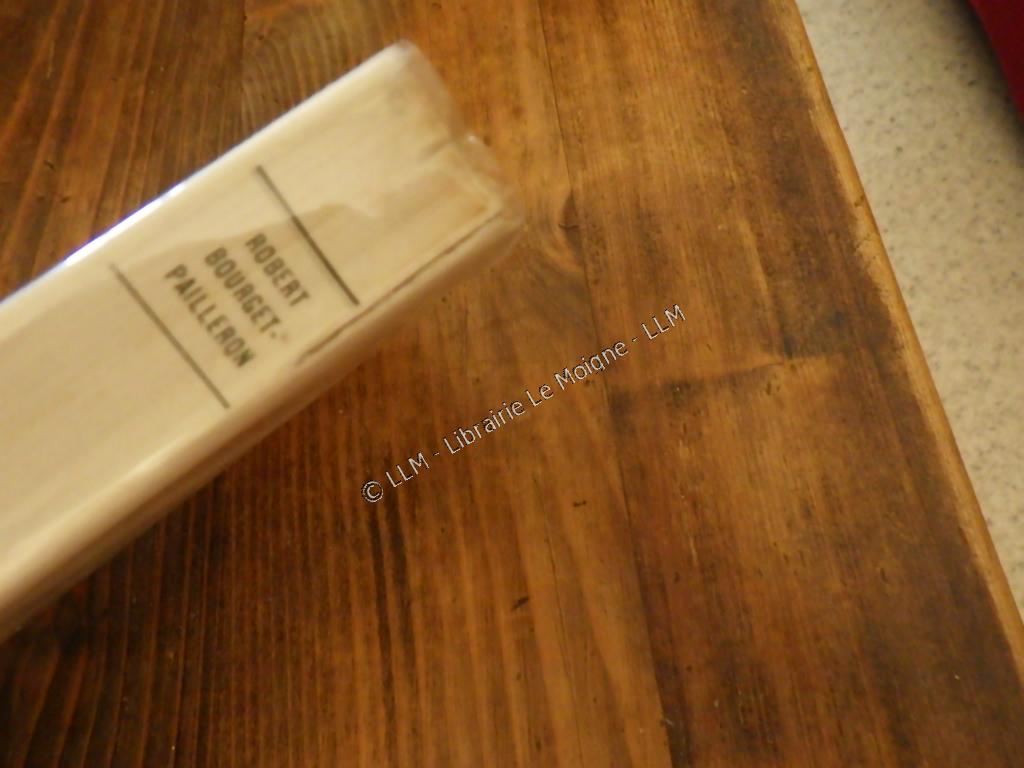 ROBERT
BOURGET-
PAILLERON
© LLM - Librairie Le Moigne - LLM